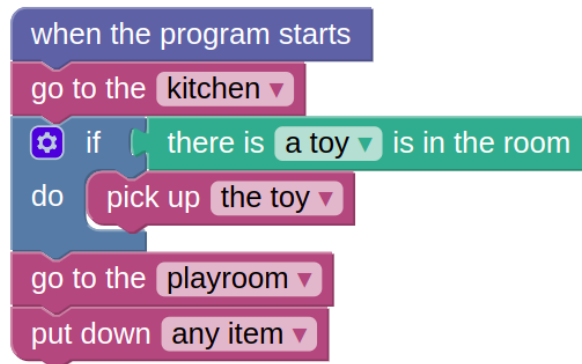 when the program starts
go to the kitchen ▾
if there is a toy ▾ is in the room
do pick up the toy ▾
go to the playroom ▾
put down any item ▾